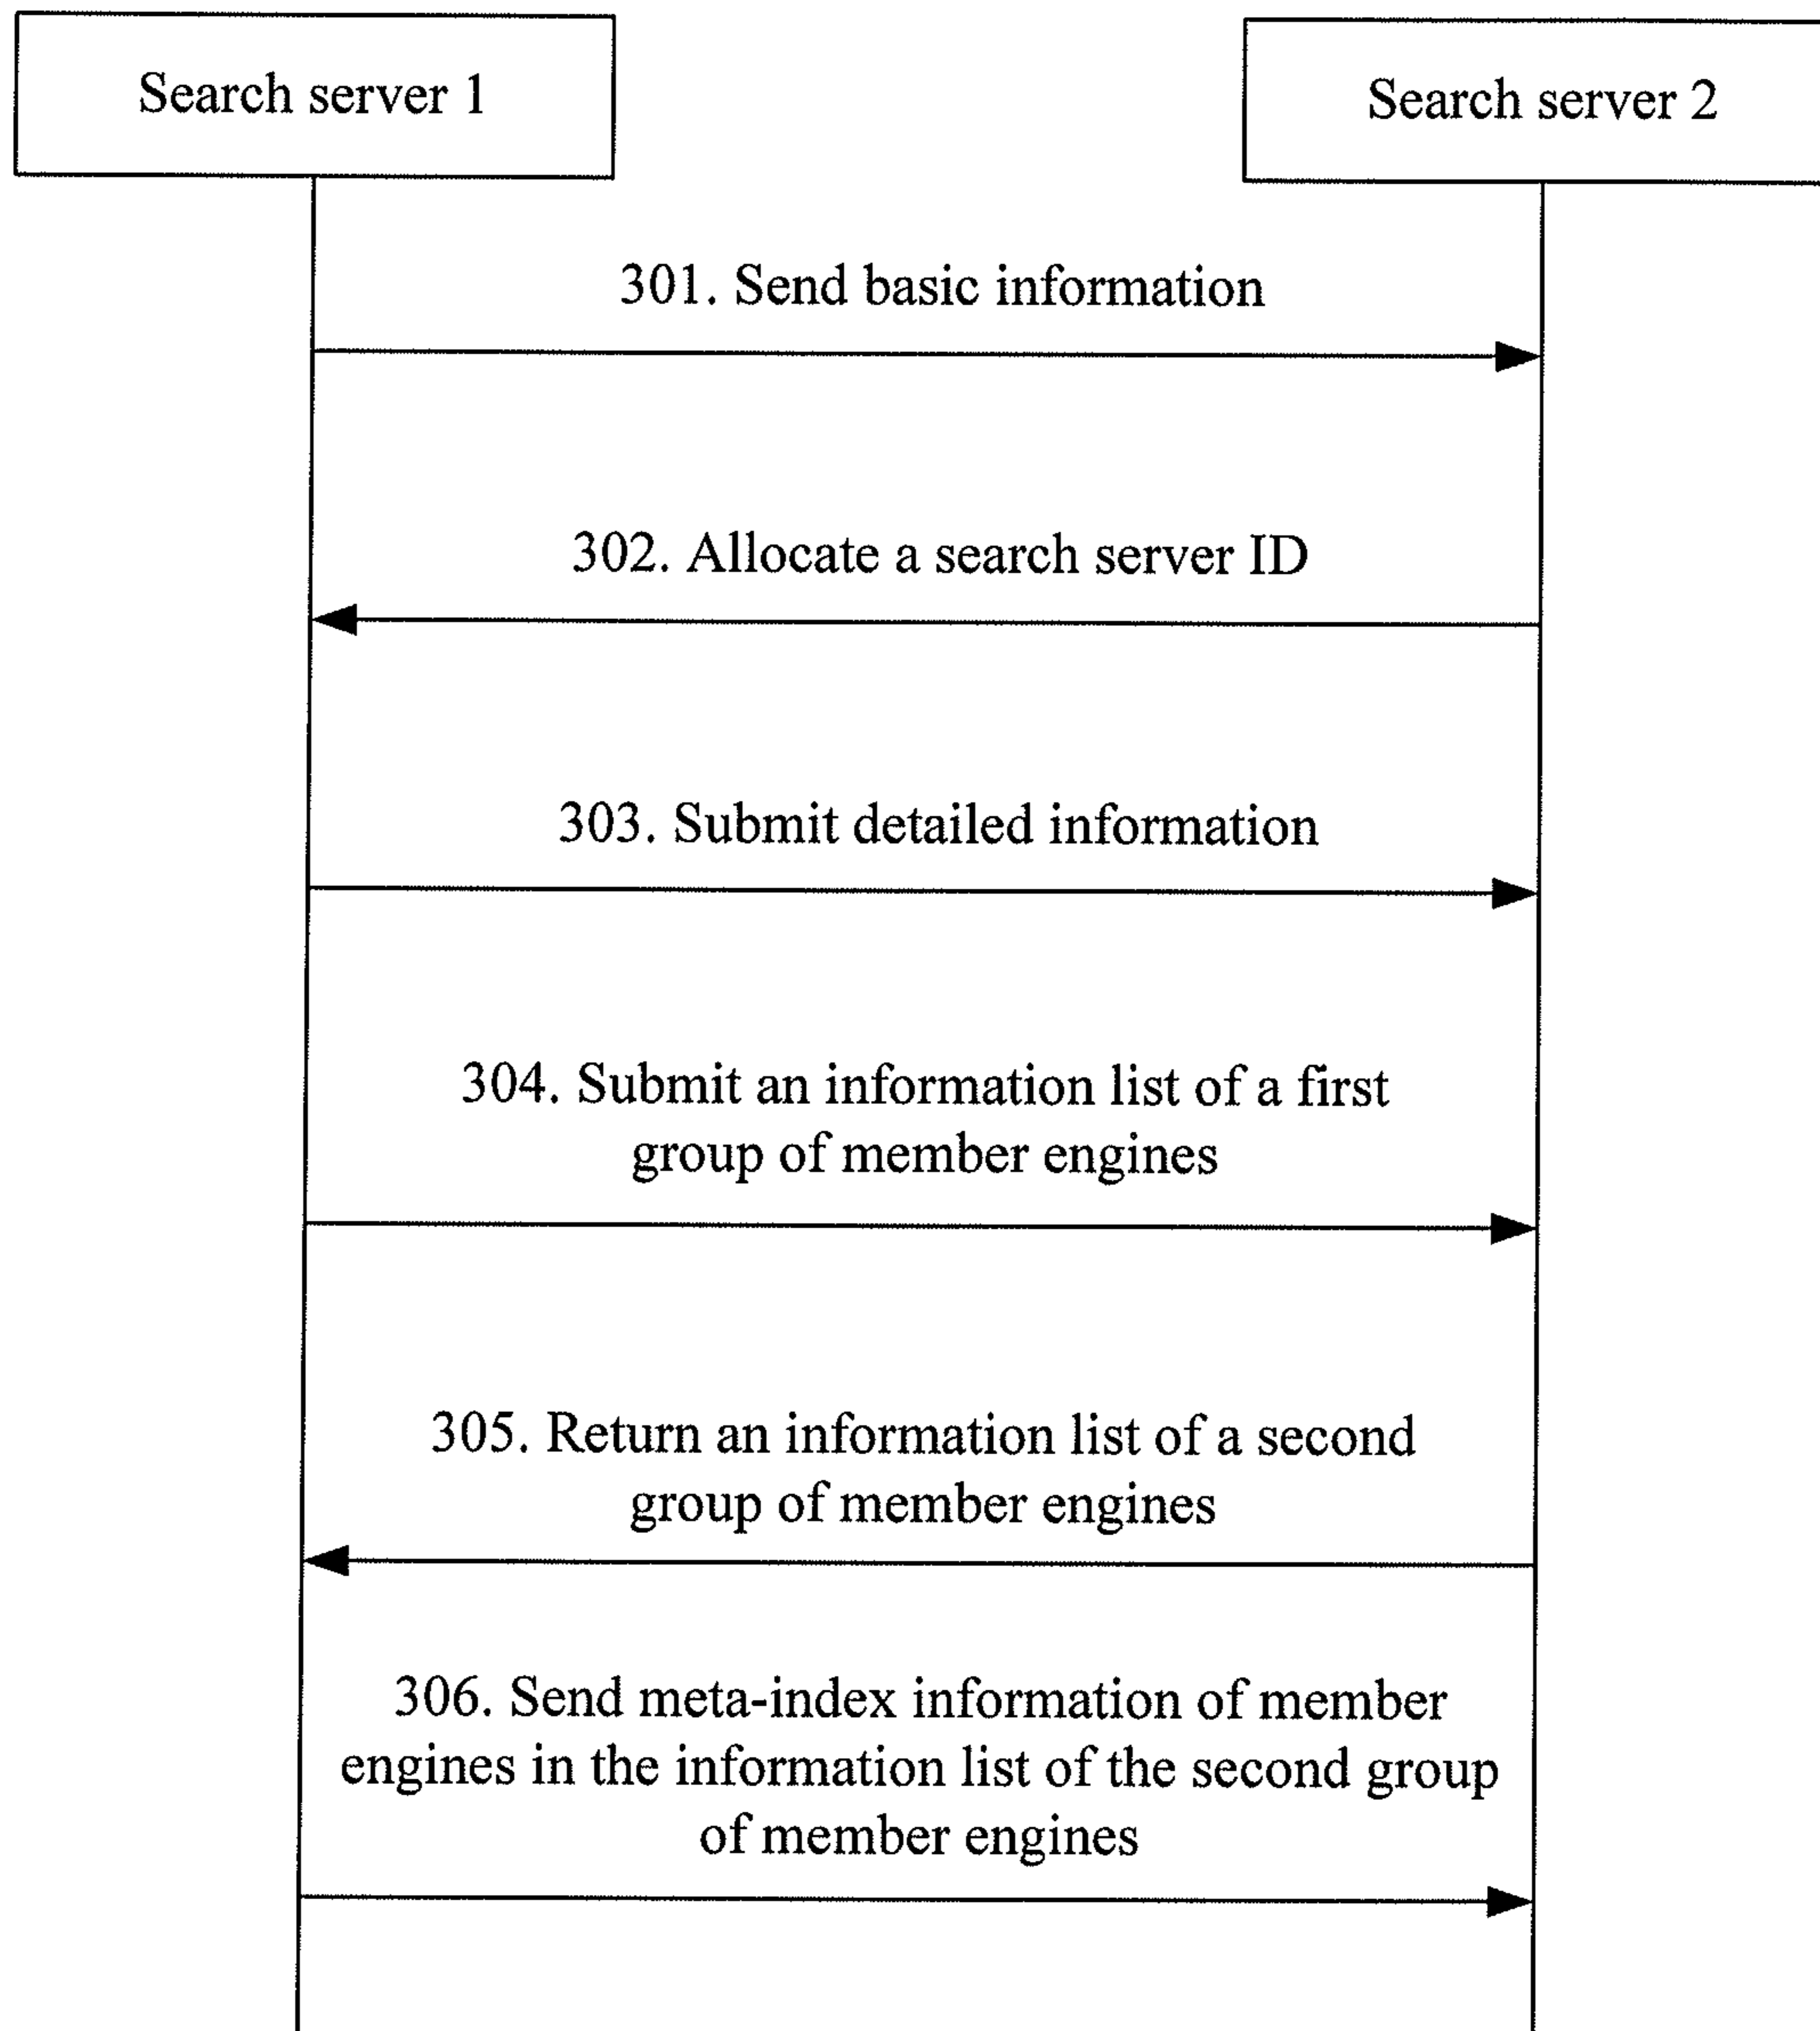 Search server 1
Search server 2
301. Send basic information
302. Allocate a search server ID
303. Submit detailed information
304. Submit an information list of a first
group of member engines
305. Return an information list of a second
group of member engines
306. Send meta-index information of member
engines in the information list of the second group
of member engines